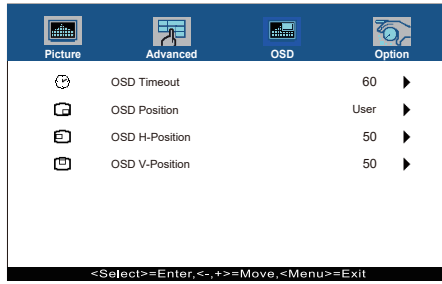 Picture Advanced OSD Option
OSD Timeout 60
OSD Position User
OSD H-Position 50
OSD V-Position 50
<Select>=Enter,<-,+>=Move,<Menu>=Exit